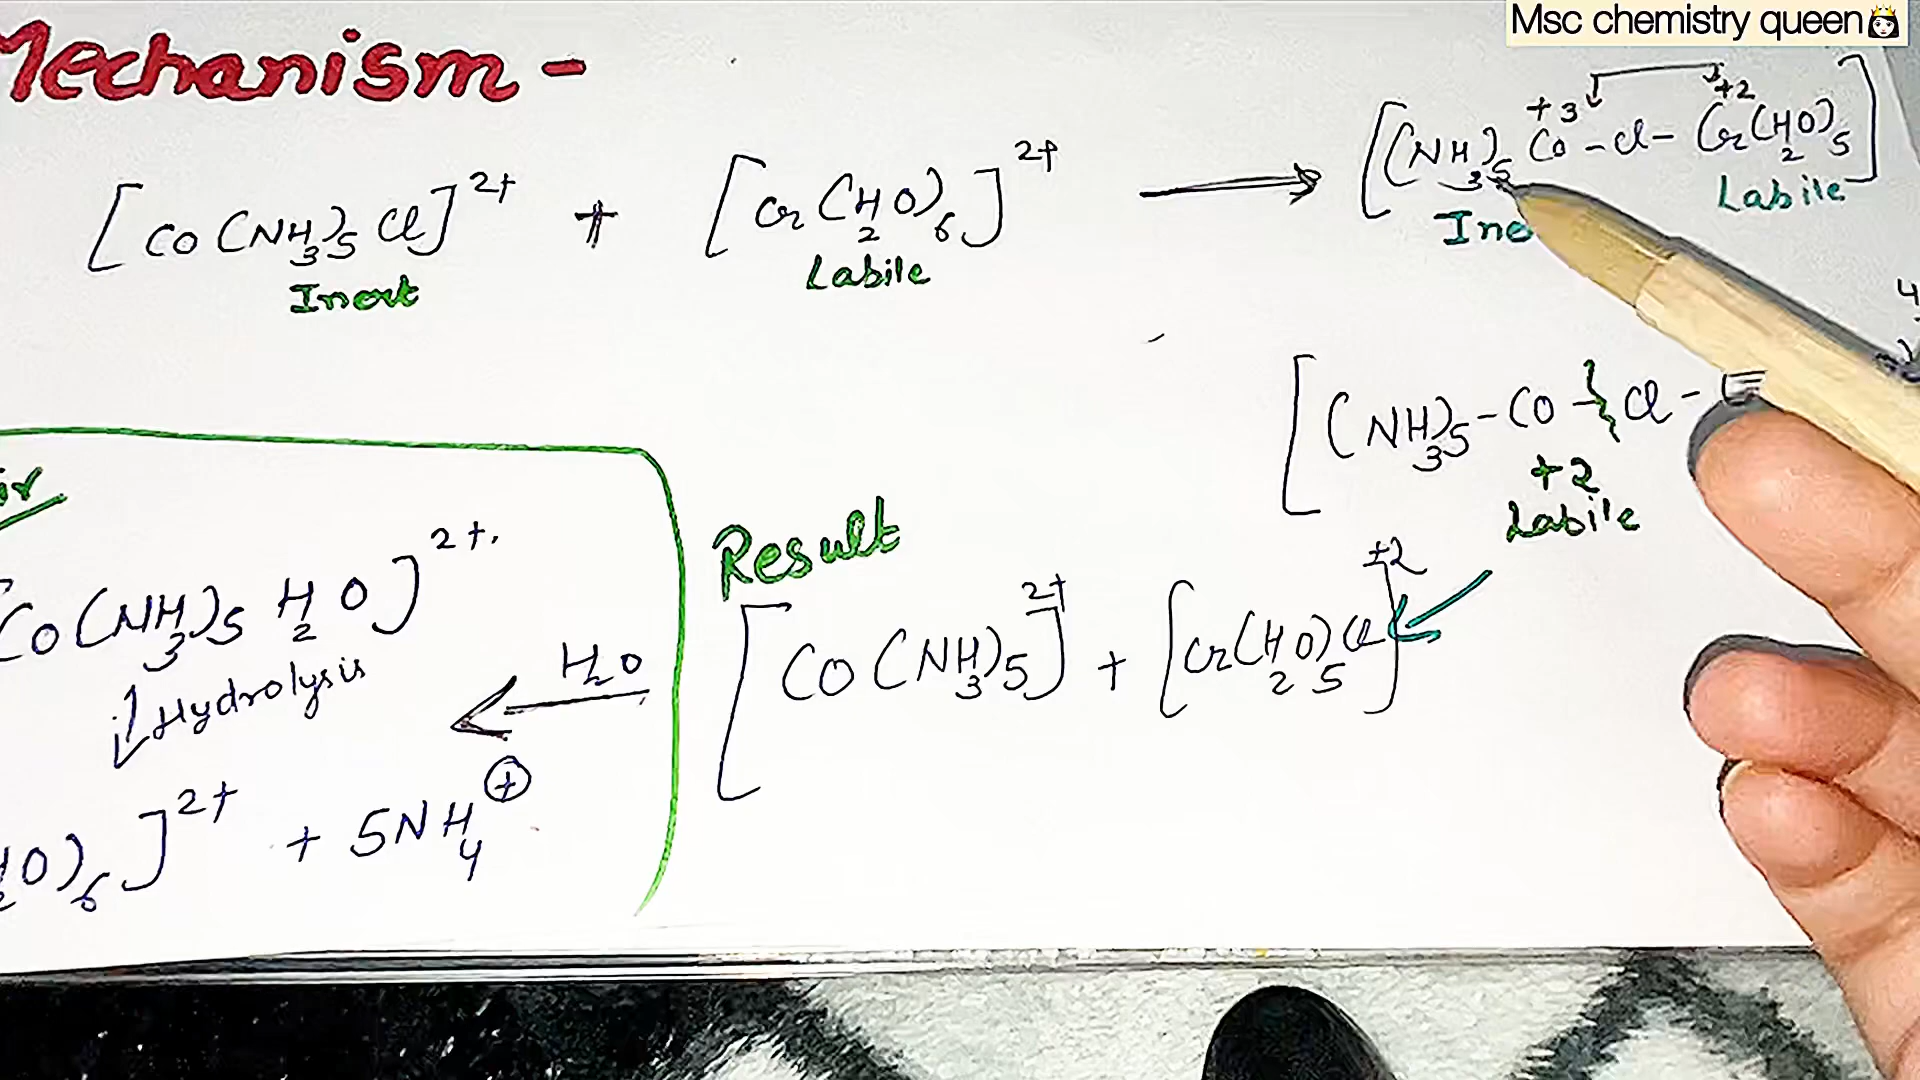 Msc chemistry queen
Mechanism -
[Co(NH3)5Cl]2+ + [Cr(H2O)6]2+ → [(NH3)5 Co - Cl - Cr(H2O)5]
+3 +2
Inert Labile Labile
[(NH3)5 - Co - Cl -
+2
Labile
Result
[Co(NH3)5]2+ + [Cr(H2O)5Cl]+2
H2O
Co(NH3)5 H2O]2+.
↓ Hydrolysis
2O)6]2+ + 5NH4+